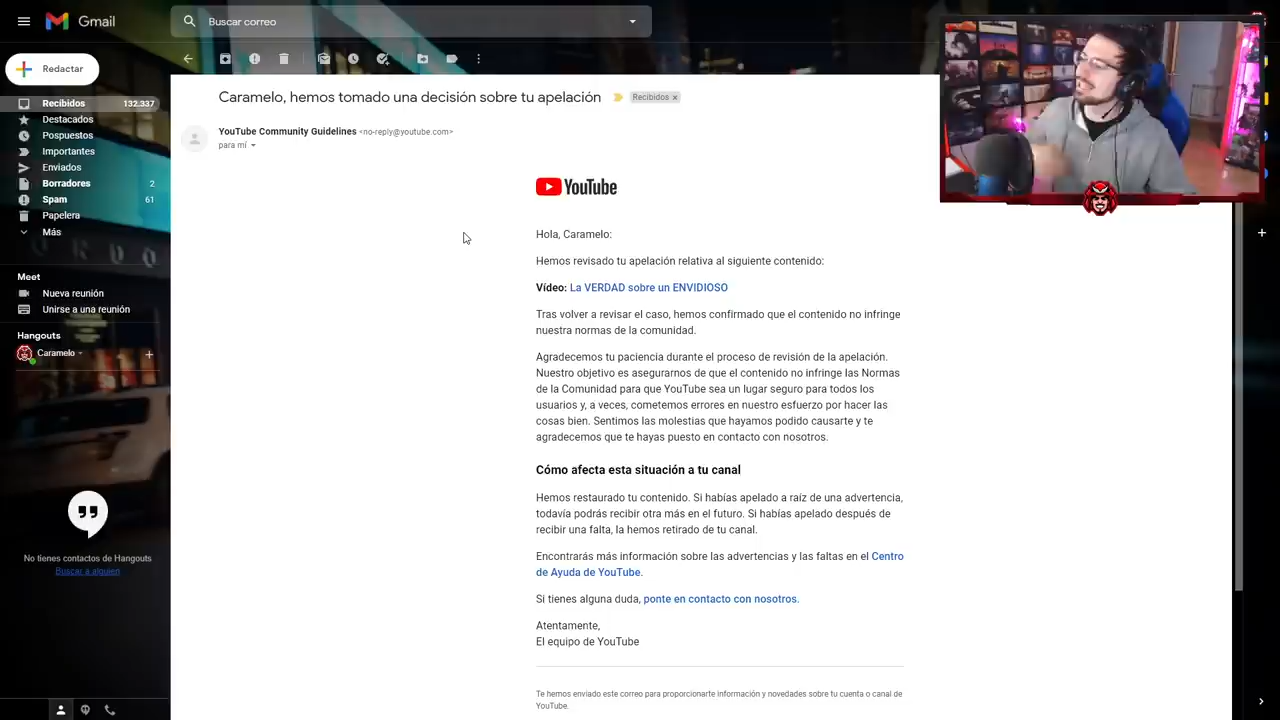 Gmail
Buscar correo
Redactar
Recibidos 132.337
Destacados
Pospuestos
Importantes
Enviados
Borradores 2
Spam 61
Papelera
Más
Meet
Nueva reunión
Unirse a una reunión
Hangouts
Caramelo
No tienes contactos de Hangouts
Buscar a alguien
Caramelo, hemos tomado una decisión sobre tu apelación Recibidos x
YouTube Community Guidelines <no-reply@youtube.com>
para mí
YouTube
Hola, Caramelo:
Hemos revisado tu apelación relativa al siguiente contenido:
Vídeo: La VERDAD sobre un ENVIDIOSO
Tras volver a revisar el caso, hemos confirmado que el contenido no infringe
nuestra normas de la comunidad.
Agradecemos tu paciencia durante el proceso de revisión de la apelación.
Nuestro objetivo es asegurarnos de que el contenido no infringe las Normas
de la Comunidad para que YouTube sea un lugar seguro para todos los
usuarios y, a veces, cometemos errores en nuestro esfuerzo por hacer las
cosas bien. Sentimos las molestias que hayamos podido causarte y te
agradecemos que te hayas puesto en contacto con nosotros.
Cómo afecta esta situación a tu canal
Hemos restaurado tu contenido. Si habías apelado a raíz de una advertencia,
todavía podrás recibir otra más en el futuro. Si habías apelado después de
recibir una falta, la hemos retirado de tu canal.
Encontrarás más información sobre las advertencias y las faltas en el Centro
de Ayuda de YouTube.
Si tienes alguna duda, ponte en contacto con nosotros.
Atentamente,
El equipo de YouTube
Te hemos enviado este correo para proporcionarte información y novedades sobre tu cuenta o canal de
YouTube.